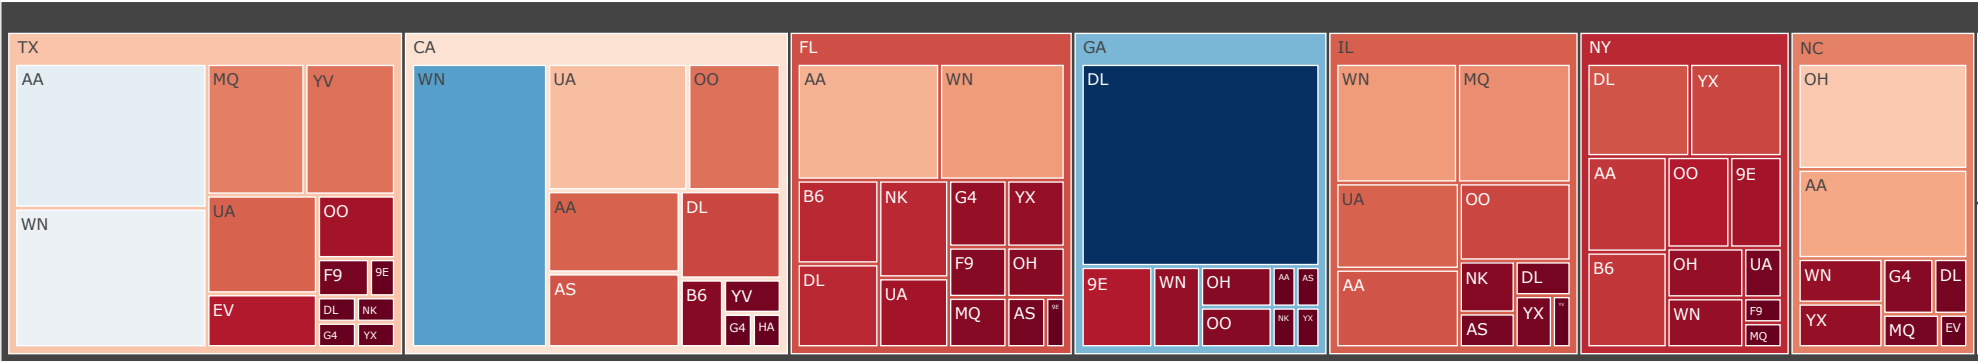 TX
AA
MQ
YV
WN
UA
OO
F9
9E
EV
DL
NK
G4
YX
CA
WN
UA
OO
AA
DL
AS
B6
YV
G4
HA
FL
AA
WN
B6
NK
G4
YX
DL
UA
F9
OH
MQ
AS
9E
GA
DL
9E
WN
OH
AA
AS
OO
NK
YX
IL
WN
MQ
UA
OO
AA
NK
DL
AS
YX
NY
DL
YX
AA
OO
9E
B6
OH
UA
WN
F9
MQ
NC
OH
AA
WN
G4
DL
YX
MQ
EV